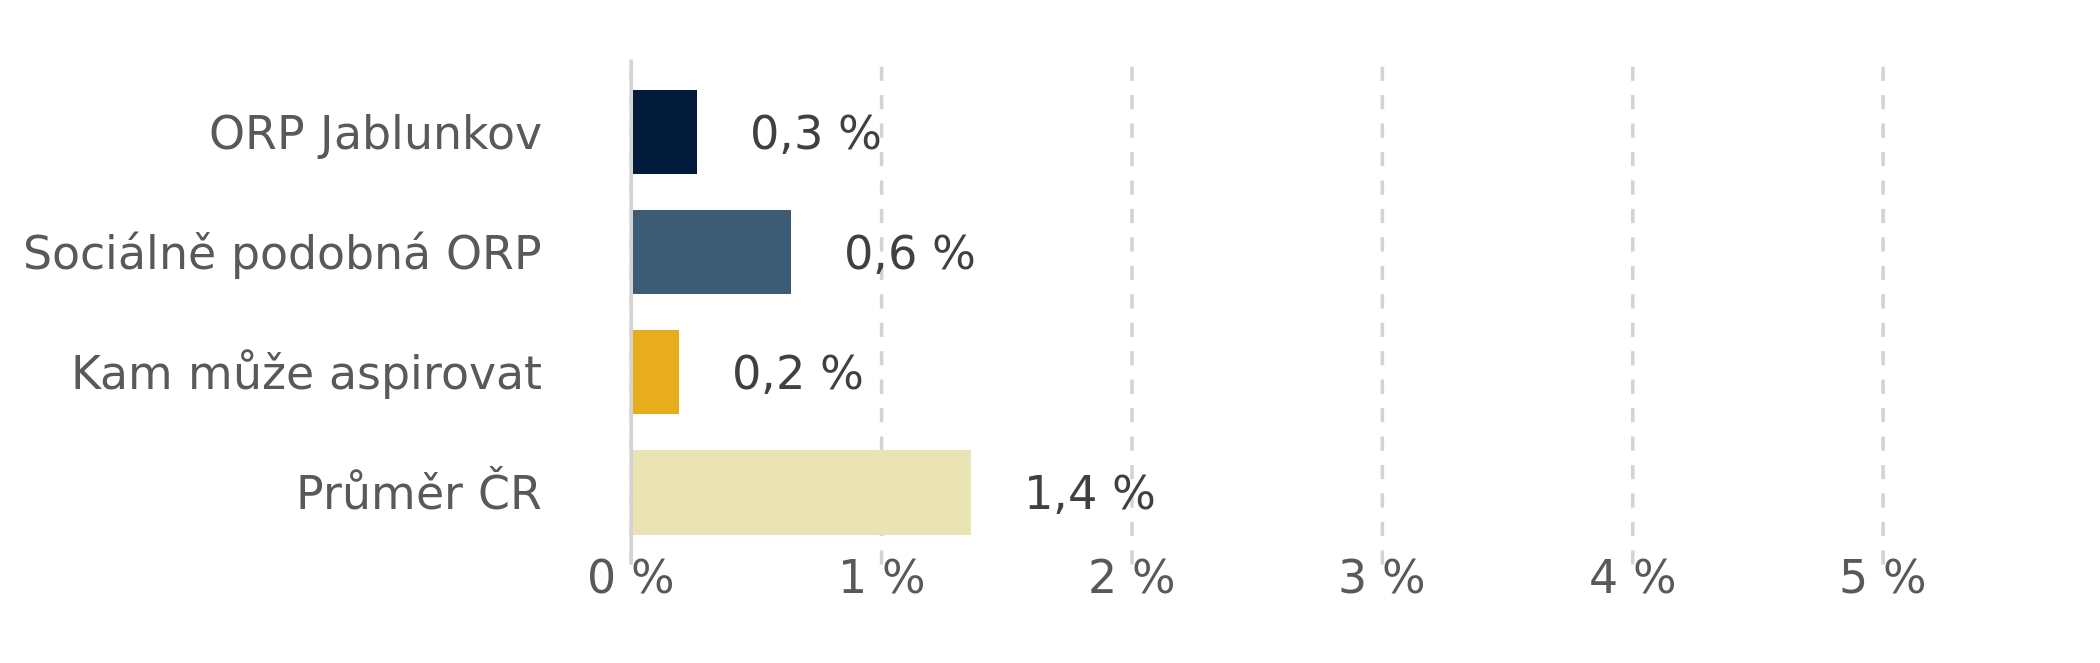 ORP Jablunkov 0,3 %
Sociálně podobná ORP 0,6 %
Kam může aspirovat 0,2 %
Průměr ČR 1,4 %
0 % 1 % 2 % 3 % 4 % 5 %